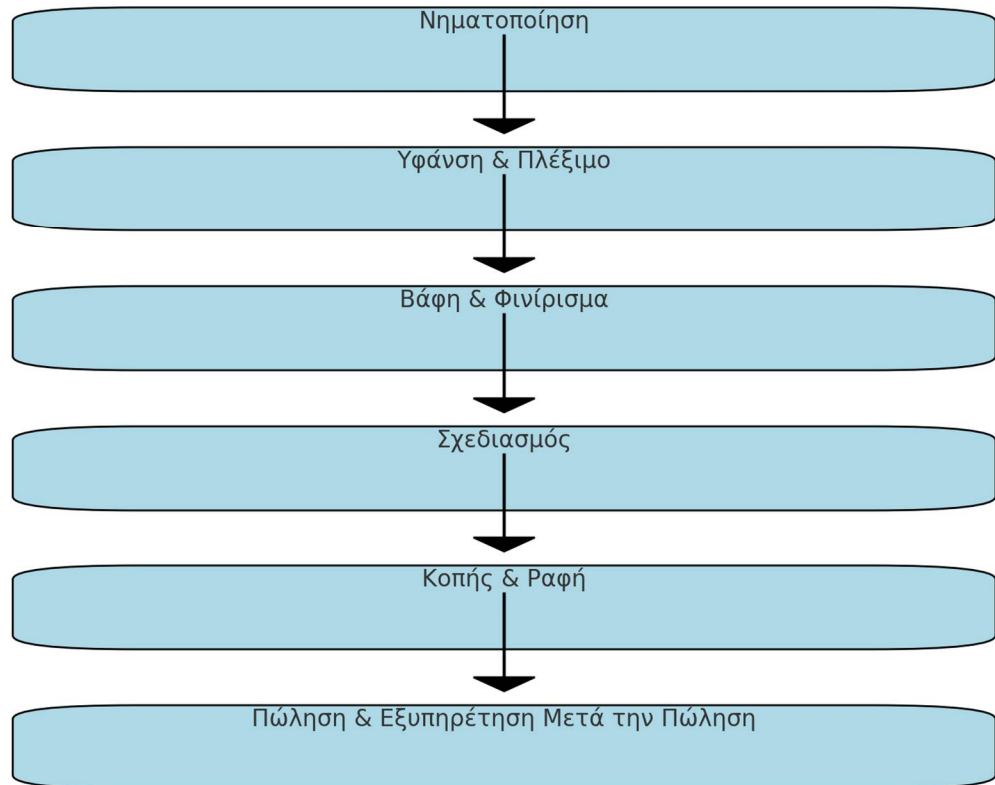 Νηματοποίηση
Υφάνση & Πλέξιμο
Βάφη & Φινίρισμα
Σχεδιασμός
Κοπής & Ραφή
Πώληση & Εξυπηρέτηση Μετά την Πώληση